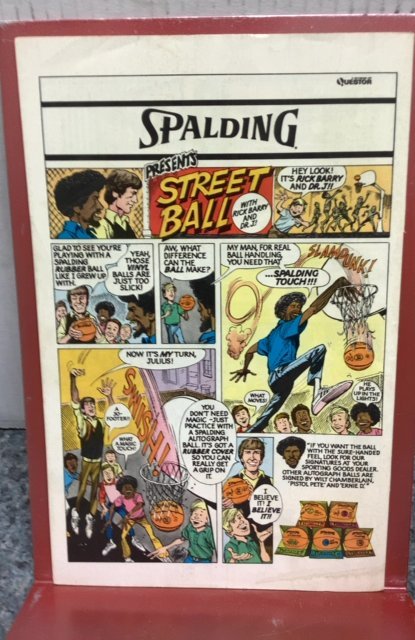 QUESTOR
SPALDING
PRESENTS
STREET
BALL
WITH
RICK BARRY
AND
DR.J!
HEY LOOK!
IT'S RICK BARRY
AND DR.J!!
GLAD TO SEE YOU'RE
PLAYING WITH A
SPALDING
RUBBER BALL
LIKE I GREW UP
WITH.
YEAH,
THOSE
VINYL
BALLS ARE
JUST TOO
SLICK!
AW, WHAT
DIFFERENCE
CAN THE
BALL MAKE?
MY MAN, FOR REAL
BALL HANDLING,
YOU NEED THAT
...SPALDING
TOUCH!!!
SLAMDUNK!
WHAT
MOVES!
HE
PLAYS
UP IN THE
LIGHTS!
NOW IT'S MY TURN,
JULIUS!
A
30-
FOOTER!!
WHAT
A MAGIC
TOUCH!
SWISH!!
YOU
DON'T NEED
MAGIC -JUST
PRACTICE WITH
A SPALDING
AUTOGRAPH
BALL. IT'S GOT A
RUBBER COVER
SO YOU CAN
REALLY GET
A GRIP ON
IT.
I
BELIEVE
IT! I
BELIEVE
IT!!
"IF YOU WANT THE BALL
WITH THE SURE-HANDED
FEEL, LOOK FOR OUR
SIGNATURES AT YOUR
SPORTING GOODS DEALER.
OTHER AUTOGRAPH BALLS ARE
SIGNED BY WILT CHAMBERLAIN,
"PISTOL PETE" AND "ERNIE D."